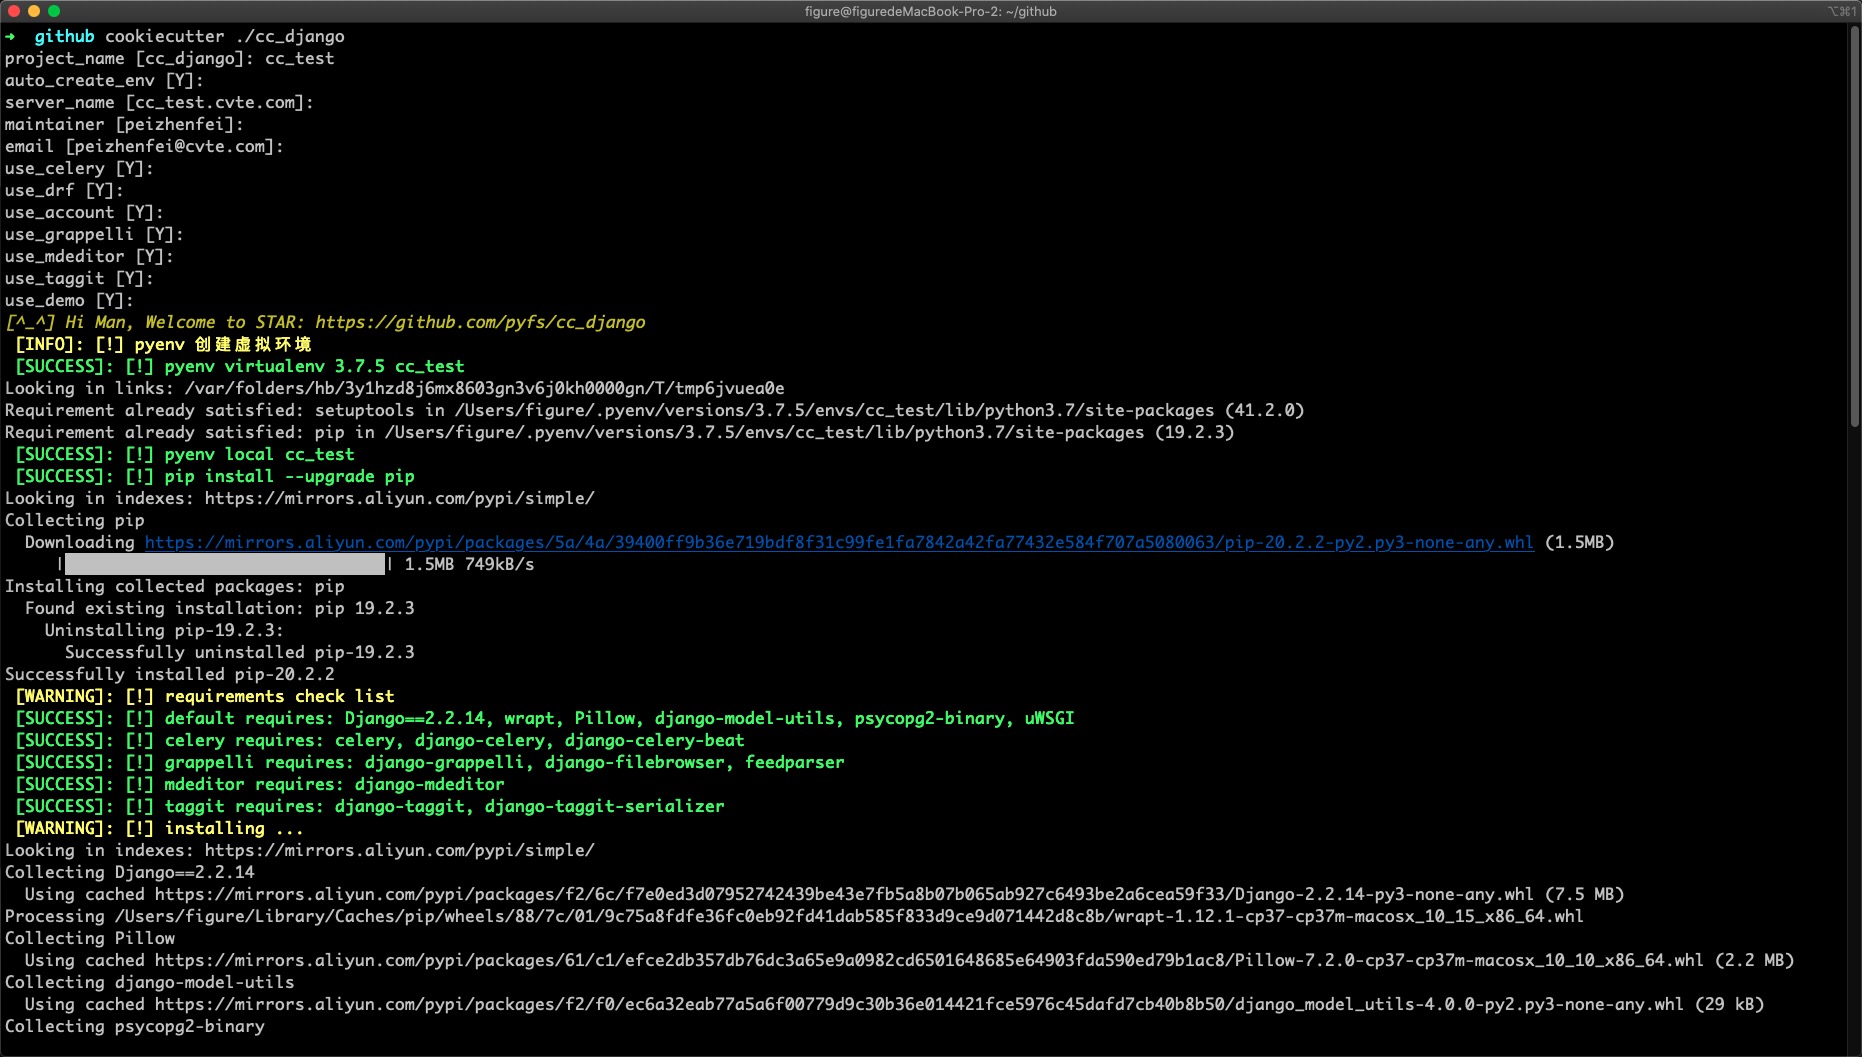 figure@figuredeMacBook-Pro-2: ~/github
⌥⌘1
➜ github cookiecutter ./cc_django
project_name [cc_django]: cc_test
auto_create_env [Y]:
server_name [cc_test.cvte.com]:
maintainer [peizhenfei]:
email [peizhenfei@cvte.com]:
use_celery [Y]:
use_drf [Y]:
use_account [Y]:
use_grappelli [Y]:
use_mdeditor [Y]:
use_taggit [Y]:
use_demo [Y]:
[^_^] Hi Man, Welcome to STAR: https://github.com/pyfs/cc_django
[INFO]: [!] pyenv 创建虚拟环境
[SUCCESS]: [!] pyenv virtualenv 3.7.5 cc_test
Looking in links: /var/folders/hb/3y1hzd8j6mx8603gn3v6j0kh0000gn/T/tmp6jvuea0e
Requirement already satisfied: setuptools in /Users/figure/.pyenv/versions/3.7.5/envs/cc_test/lib/python3.7/site-packages (41.2.0)
Requirement already satisfied: pip in /Users/figure/.pyenv/versions/3.7.5/envs/cc_test/lib/python3.7/site-packages (19.2.3)
[SUCCESS]: [!] pyenv local cc_test
[SUCCESS]: [!] pip install --upgrade pip
Looking in indexes: https://mirrors.aliyun.com/pypi/simple/
Collecting pip
Downloading https://mirrors.aliyun.com/pypi/packages/5a/4a/39400ff9b36e719bdf8f31c99fe1fa7842a42fa77432e584f707a5080063/pip-20.2.2-py2.py3-none-any.whl (1.5MB)
| | 1.5MB 749kB/s
Installing collected packages: pip
Found existing installation: pip 19.2.3
Uninstalling pip-19.2.3:
Successfully uninstalled pip-19.2.3
Successfully installed pip-20.2.2
[WARNING]: [!] requirements check list
[SUCCESS]: [!] default requires: Django==2.2.14, wrapt, Pillow, django-model-utils, psycopg2-binary, uWSGI
[SUCCESS]: [!] celery requires: celery, django-celery, django-celery-beat
[SUCCESS]: [!] grappelli requires: django-grappelli, django-filebrowser, feedparser
[SUCCESS]: [!] mdeditor requires: django-mdeditor
[SUCCESS]: [!] taggit requires: django-taggit, django-taggit-serializer
[WARNING]: [!] installing ...
Looking in indexes: https://mirrors.aliyun.com/pypi/simple/
Collecting Django==2.2.14
Using cached https://mirrors.aliyun.com/pypi/packages/f2/6c/f7e0ed3d07952742439be43e7fb5a8b07b065ab927c6493be2a6cea59f33/Django-2.2.14-py3-none-any.whl (7.5 MB)
Processing /Users/figure/Library/Caches/pip/wheels/88/7c/01/9c75a8fdfe36fc0eb92fd41dab585f833d9ce9d071442d8c8b/wrapt-1.12.1-cp37-cp37m-macosx_10_15_x86_64.whl
Collecting Pillow
Using cached https://mirrors.aliyun.com/pypi/packages/61/c1/efce2db357db76dc3a65e9a0982cd6501648685e64903fda590ed79b1ac8/Pillow-7.2.0-cp37-cp37m-macosx_10_10_x86_64.whl (2.2 MB)
Collecting django-model-utils
Using cached https://mirrors.aliyun.com/pypi/packages/f2/f0/ec6a32eab77a5a6f00779d9c30b36e014421fce5976c45dafd7cb40b8b50/django_model_utils-4.0.0-py2.py3-none-any.whl (29 kB)
Collecting psycopg2-binary